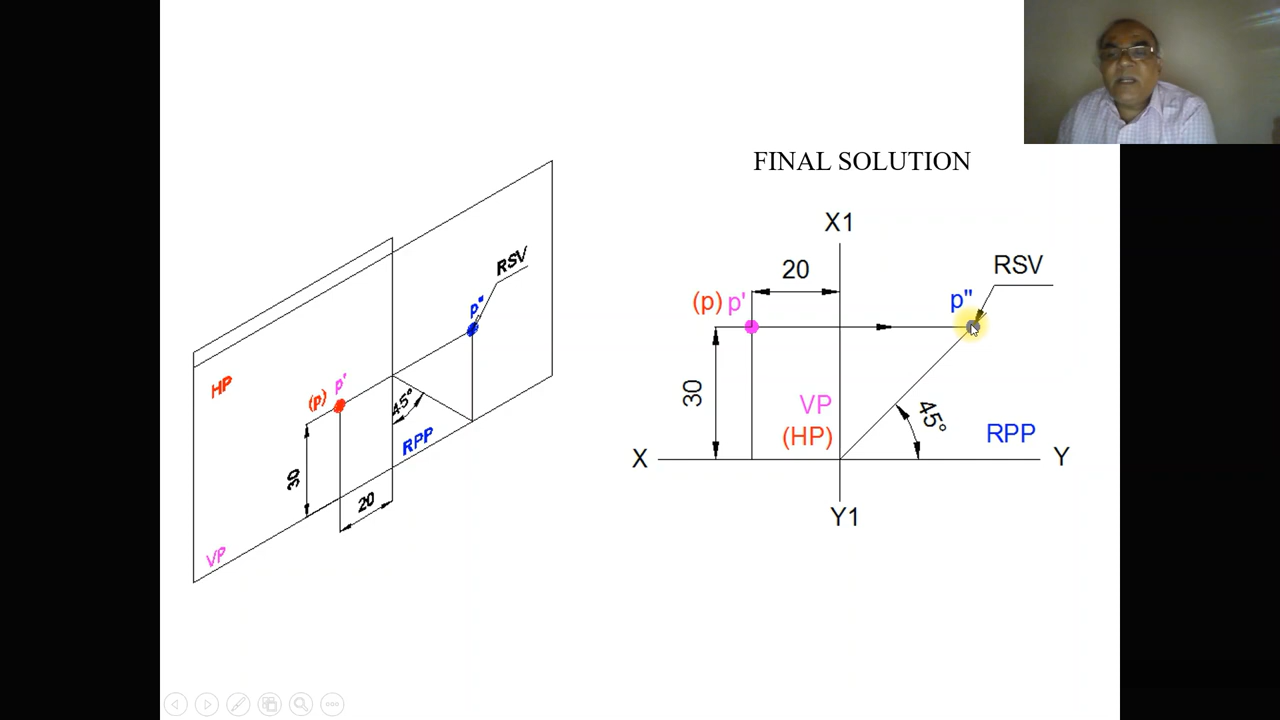 HP
(p) p'
30
VP
20
45°
RPP
p"
RSV
FINAL SOLUTION
X1
20
RSV
(p) p'
p"
30
VP
(HP)
45°
RPP
X
Y
Y1